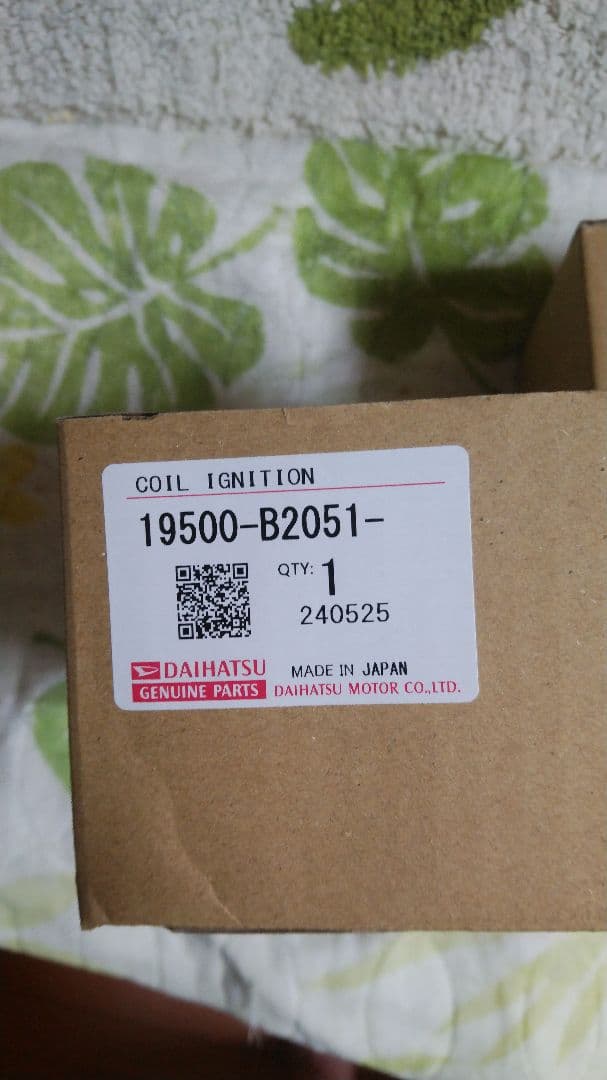 COIL IGNITION
19500-B2051-
QTY: 1
240525
DAIHATSU
GENUINE PARTS
MADE IN JAPAN
DAIHATSU MOTOR CO.,LTD.